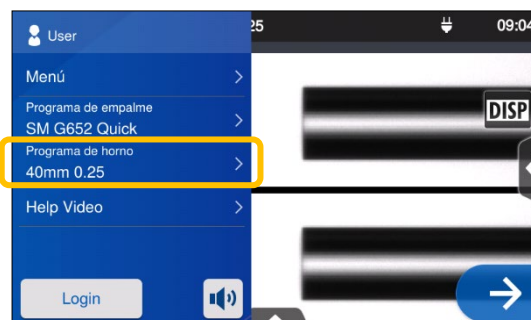 User
25
09:04
Menú
Programa de empalme
SM G652 Quick
DISP
Programa de horno
40mm 0.25
Help Video
Login